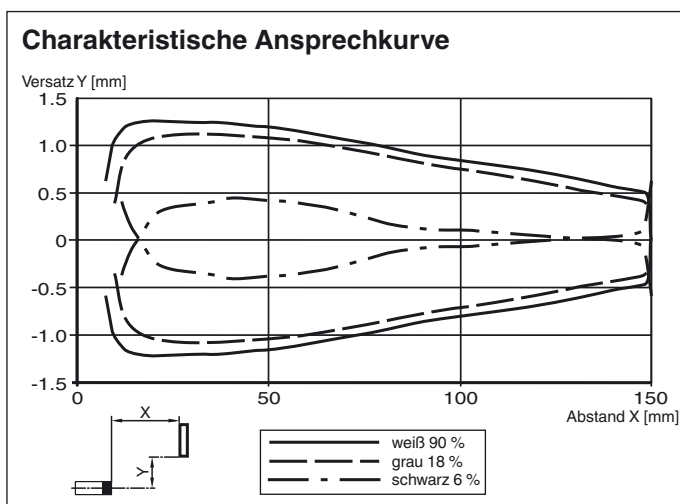 Charakteristische Ansprechkurve
Versatz Y [mm]
1.5
1.0
0.5
0
-0.5
-1.0
-1.5
0 50 100 150
Abstand X [mm]
X
Y
weiß 90 %
grau 18 %
schwarz 6 %